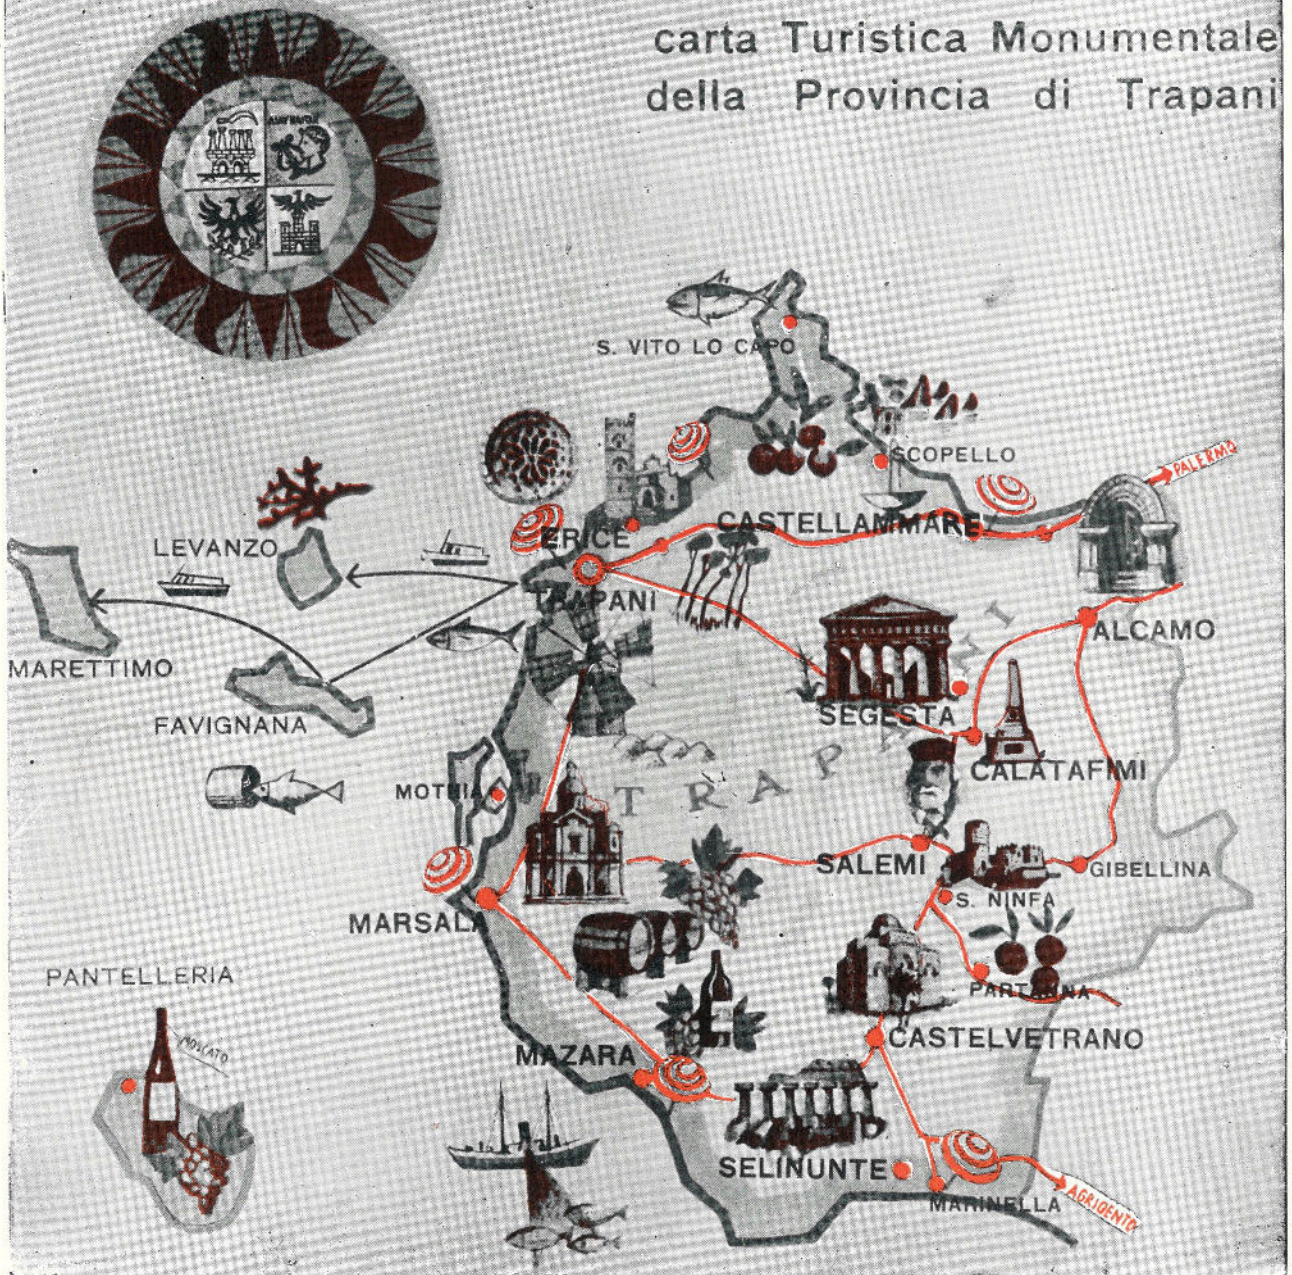 carta Turistica Monumentale
della Provincia di Trapani
S. VITO LO CAPO
SCOPELLO
PALERMO
CASTELLAMMARE
ERICE
LEVANZO
TRAPANI
ALCAMO
MARETTIMO
FAVIGNANA
SEGESTA
CALATAFIMI
MOTHIA
TRAPANI
SALEMI
GIBELLINA
S. NINFA
MARSALA
PANTELLERIA
PARTANNA
MOSCATO
CASTELVETRANO
MAZARA
SELINUNTE
MARINELLA
AGRIGENTO